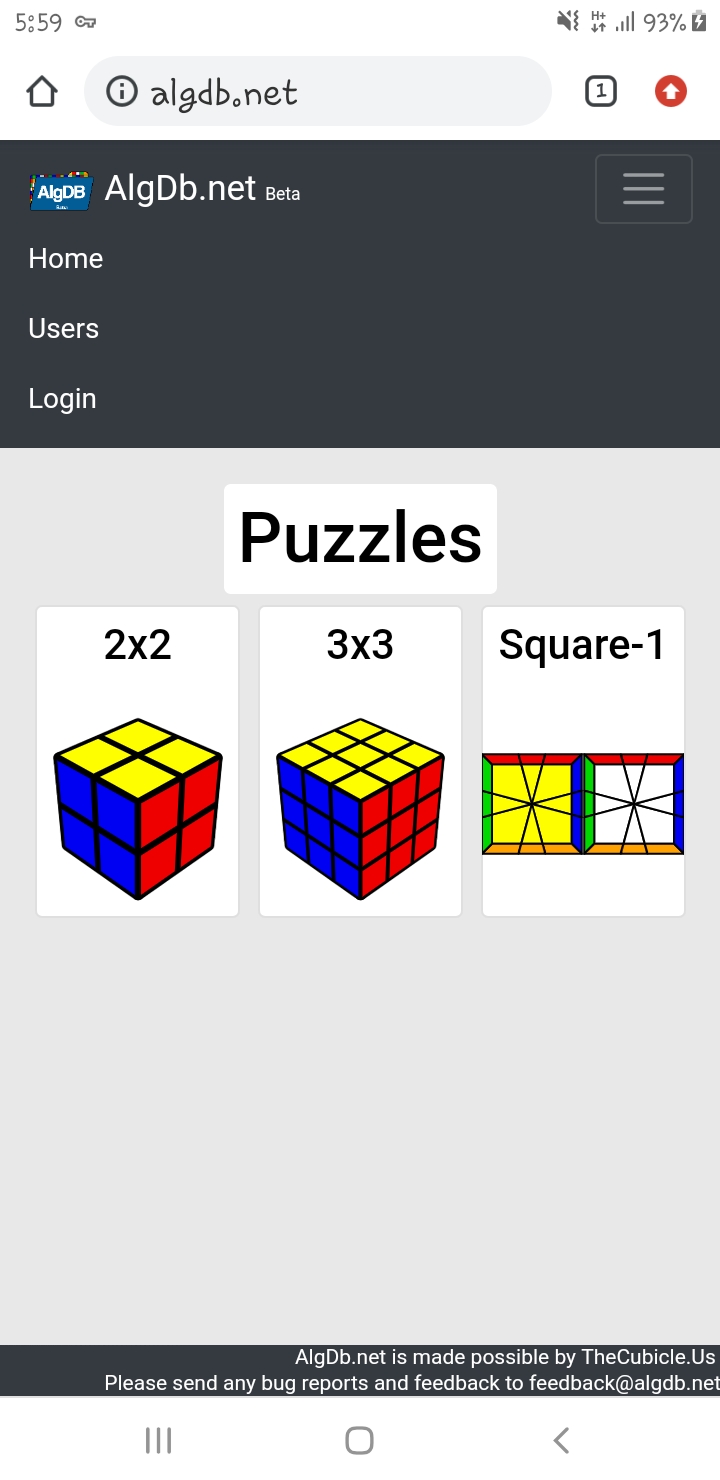 5:59 H+ 93%
algdb.net 1
AlgDB AlgDb.net Beta
Home
Users
Login
Puzzles
2x2 3x3 Square-1
AlgDb.net is made possible by TheCubicle.Us
Please send any bug reports and feedback to feedback@algdb.net